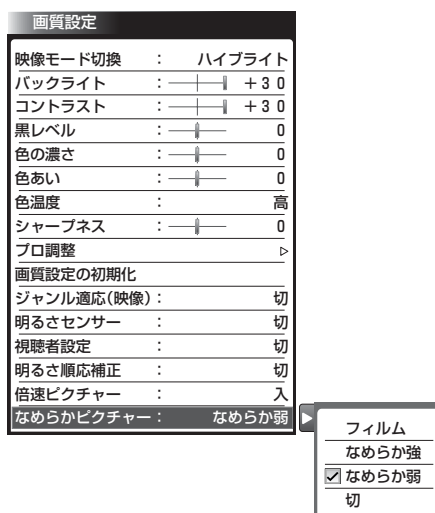 画質設定
映像モード切換 : ハイブライト
バックライト : +30
コントラスト : +30
黒レベル : 0
色の濃さ : 0
色あい : 0
色温度 : 高
シャープネス : 0
プロ調整
画質設定の初期化
ジャンル適応(映像): 切
明るさセンサー : 切
視聴者設定 : 切
明るさ順応補正 : 切
倍速ピクチャー : 入
なめらかピクチャー: なめらか弱
フィルム
なめらか強
なめらか弱
切